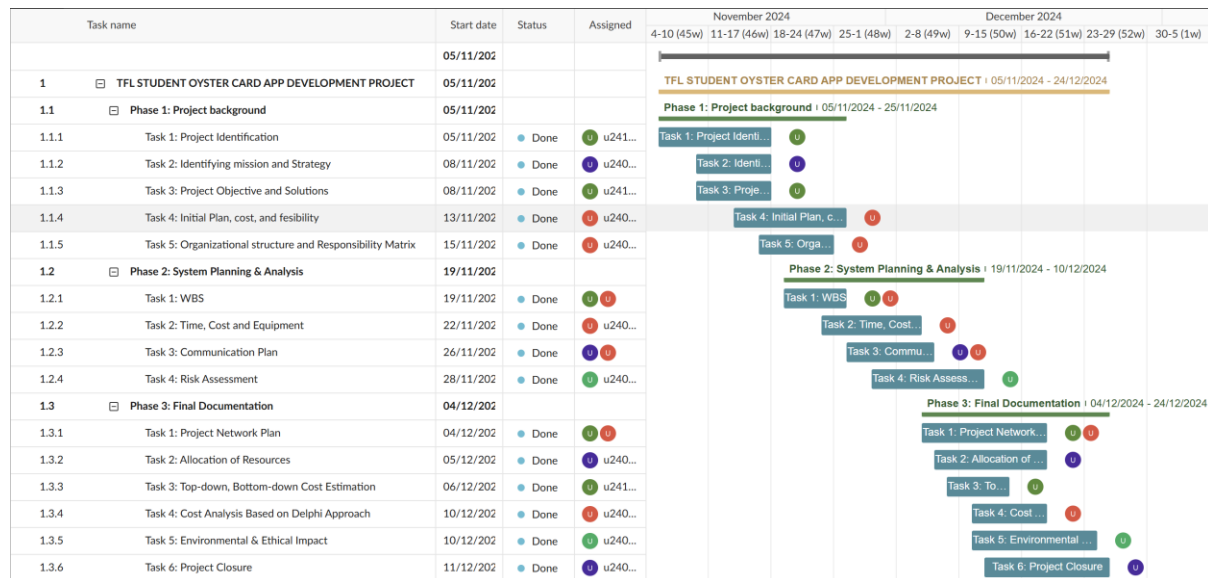 Task name Start date Status Assigned November 2024 December 2024
4-10 (45w) 11-17 (46w) 18-24 (47w) 25-1 (48w) 2-8 (49w) 9-15 (50w) 16-22 (51w) 23-29 (52w) 30-5 (1w)
05/11/202
1 TFL STUDENT OYSTER CARD APP DEVELOPMENT PROJECT 05/11/202 TFL STUDENT OYSTER CARD APP DEVELOPMENT PROJECT 05/11/2024 - 24/12/2024
1.1 Phase 1: Project background 05/11/202 Phase 1: Project background 05/11/2024 - 25/11/2024
1.1.1 Task 1: Project Identification 05/11/202 Done U u241... Task 1: Project Identi... U
1.1.2 Task 2: Identifying mission and Strategy 08/11/202 Done U u240... Task 2: Identi... U
1.1.3 Task 3: Project Objective and Solutions 08/11/202 Done U u241... Task 3: Proje... U
1.1.4 Task 4: Initial Plan, cost, and fesibility 13/11/202 Done U u240... Task 4: Initial Plan, c... U
1.1.5 Task 5: Organizational structure and Responsibility Matrix 15/11/202 Done U u240... Task 5: Orga... U
1.2 Phase 2: System Planning & Analysis 19/11/202 Phase 2: System Planning & Analysis 19/11/2024 - 10/12/2024
1.2.1 Task 1: WBS 19/11/202 Done U U Task 1: WBS U U
1.2.2 Task 2: Time, Cost and Equipment 22/11/202 Done U u240... Task 2: Time, Cost... U
1.2.3 Task 3: Communication Plan 26/11/202 Done U U Task 3: Commu... U U
1.2.4 Task 4: Risk Assessment 28/11/202 Done U u240... Task 4: Risk Assess... U
1.3 Phase 3: Final Documentation 04/12/202 Phase 3: Final Documentation 04/12/2024 - 24/12/2024
1.3.1 Task 1: Project Network Plan 04/12/202 Done U U Task 1: Project Network... U U
1.3.2 Task 2: Allocation of Resources 05/12/202 Done U u240... Task 2: Allocation of ... U
1.3.3 Task 3: Top-down, Bottom-down Cost Estimation 06/12/202 Done U u241... Task 3: To... U
1.3.4 Task 4: Cost Analysis Based on Delphi Approach 10/12/202 Done U u240... Task 4: Cost ... U
1.3.5 Task 5: Environmental & Ethical Impact 10/12/202 Done U u240... Task 5: Environmental ... U
1.3.6 Task 6: Project Closure 11/12/202 Done U u240... Task 6: Project Closure U